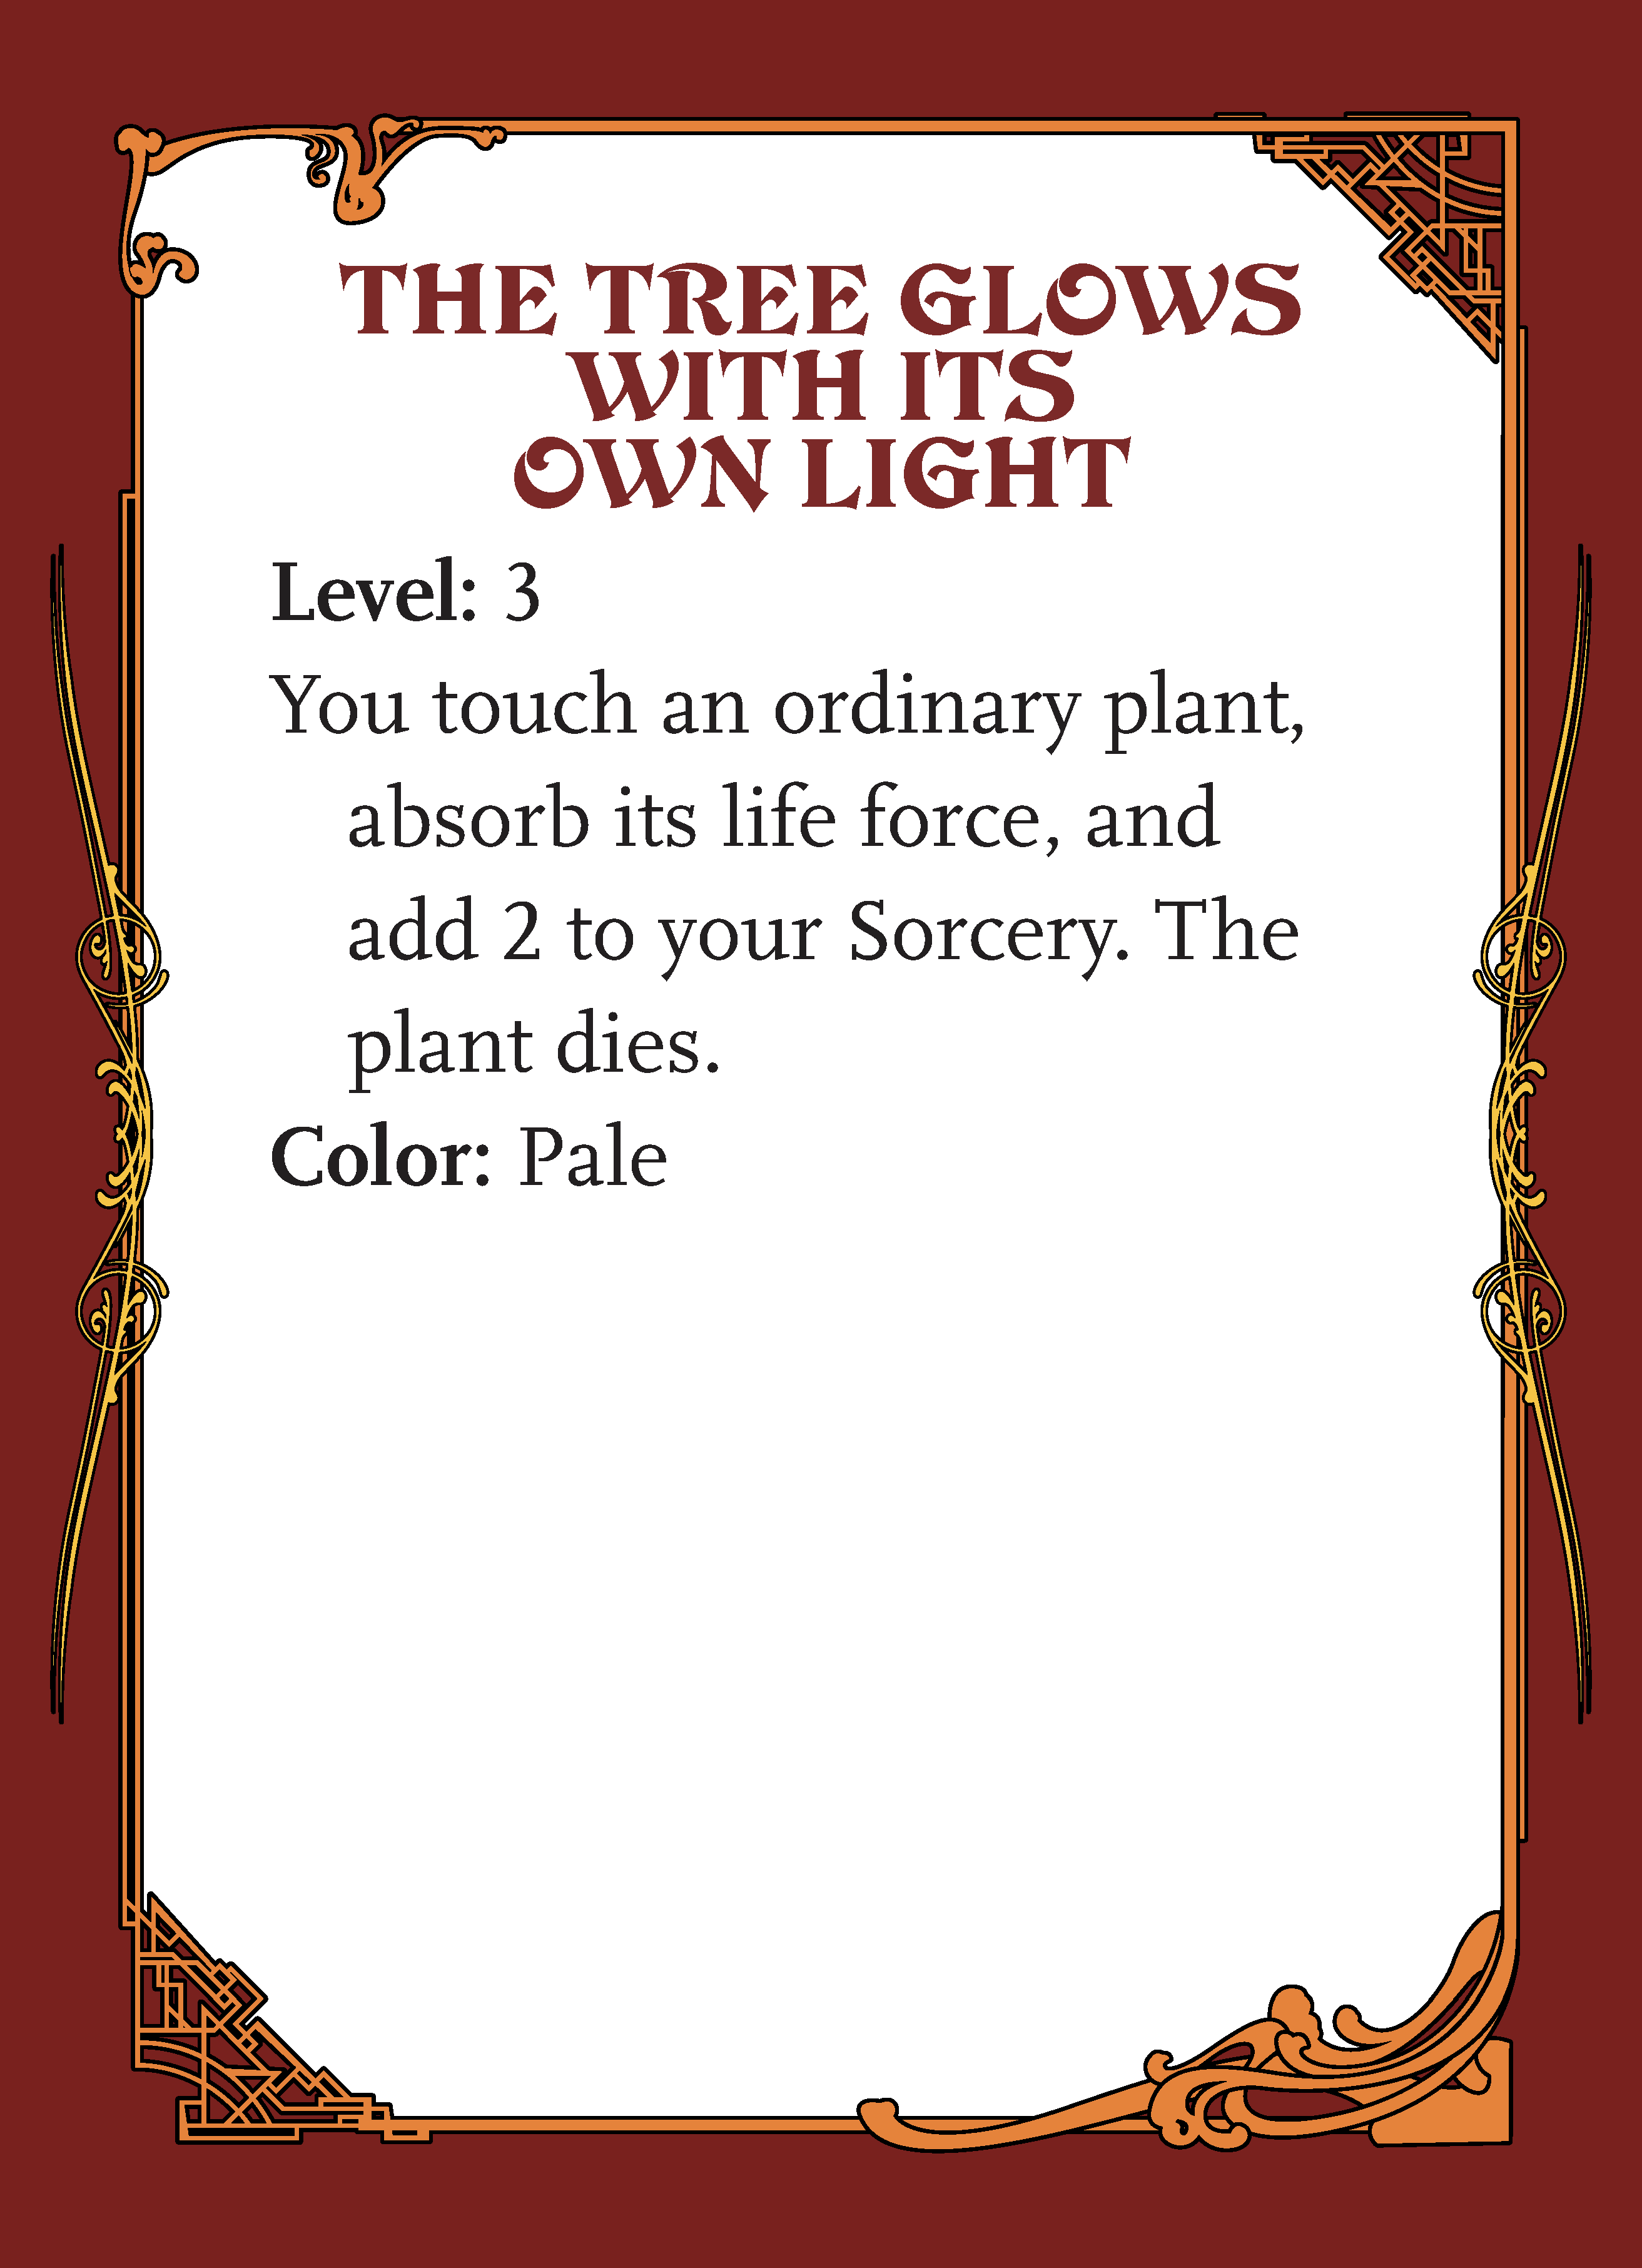 THE TREE GLOWS
WITH ITS
OWN LIGHT
Level: 3
You touch an ordinary plant,
absorb its life force, and
add 2 to your Sorcery. The
plant dies.
Color: Pale